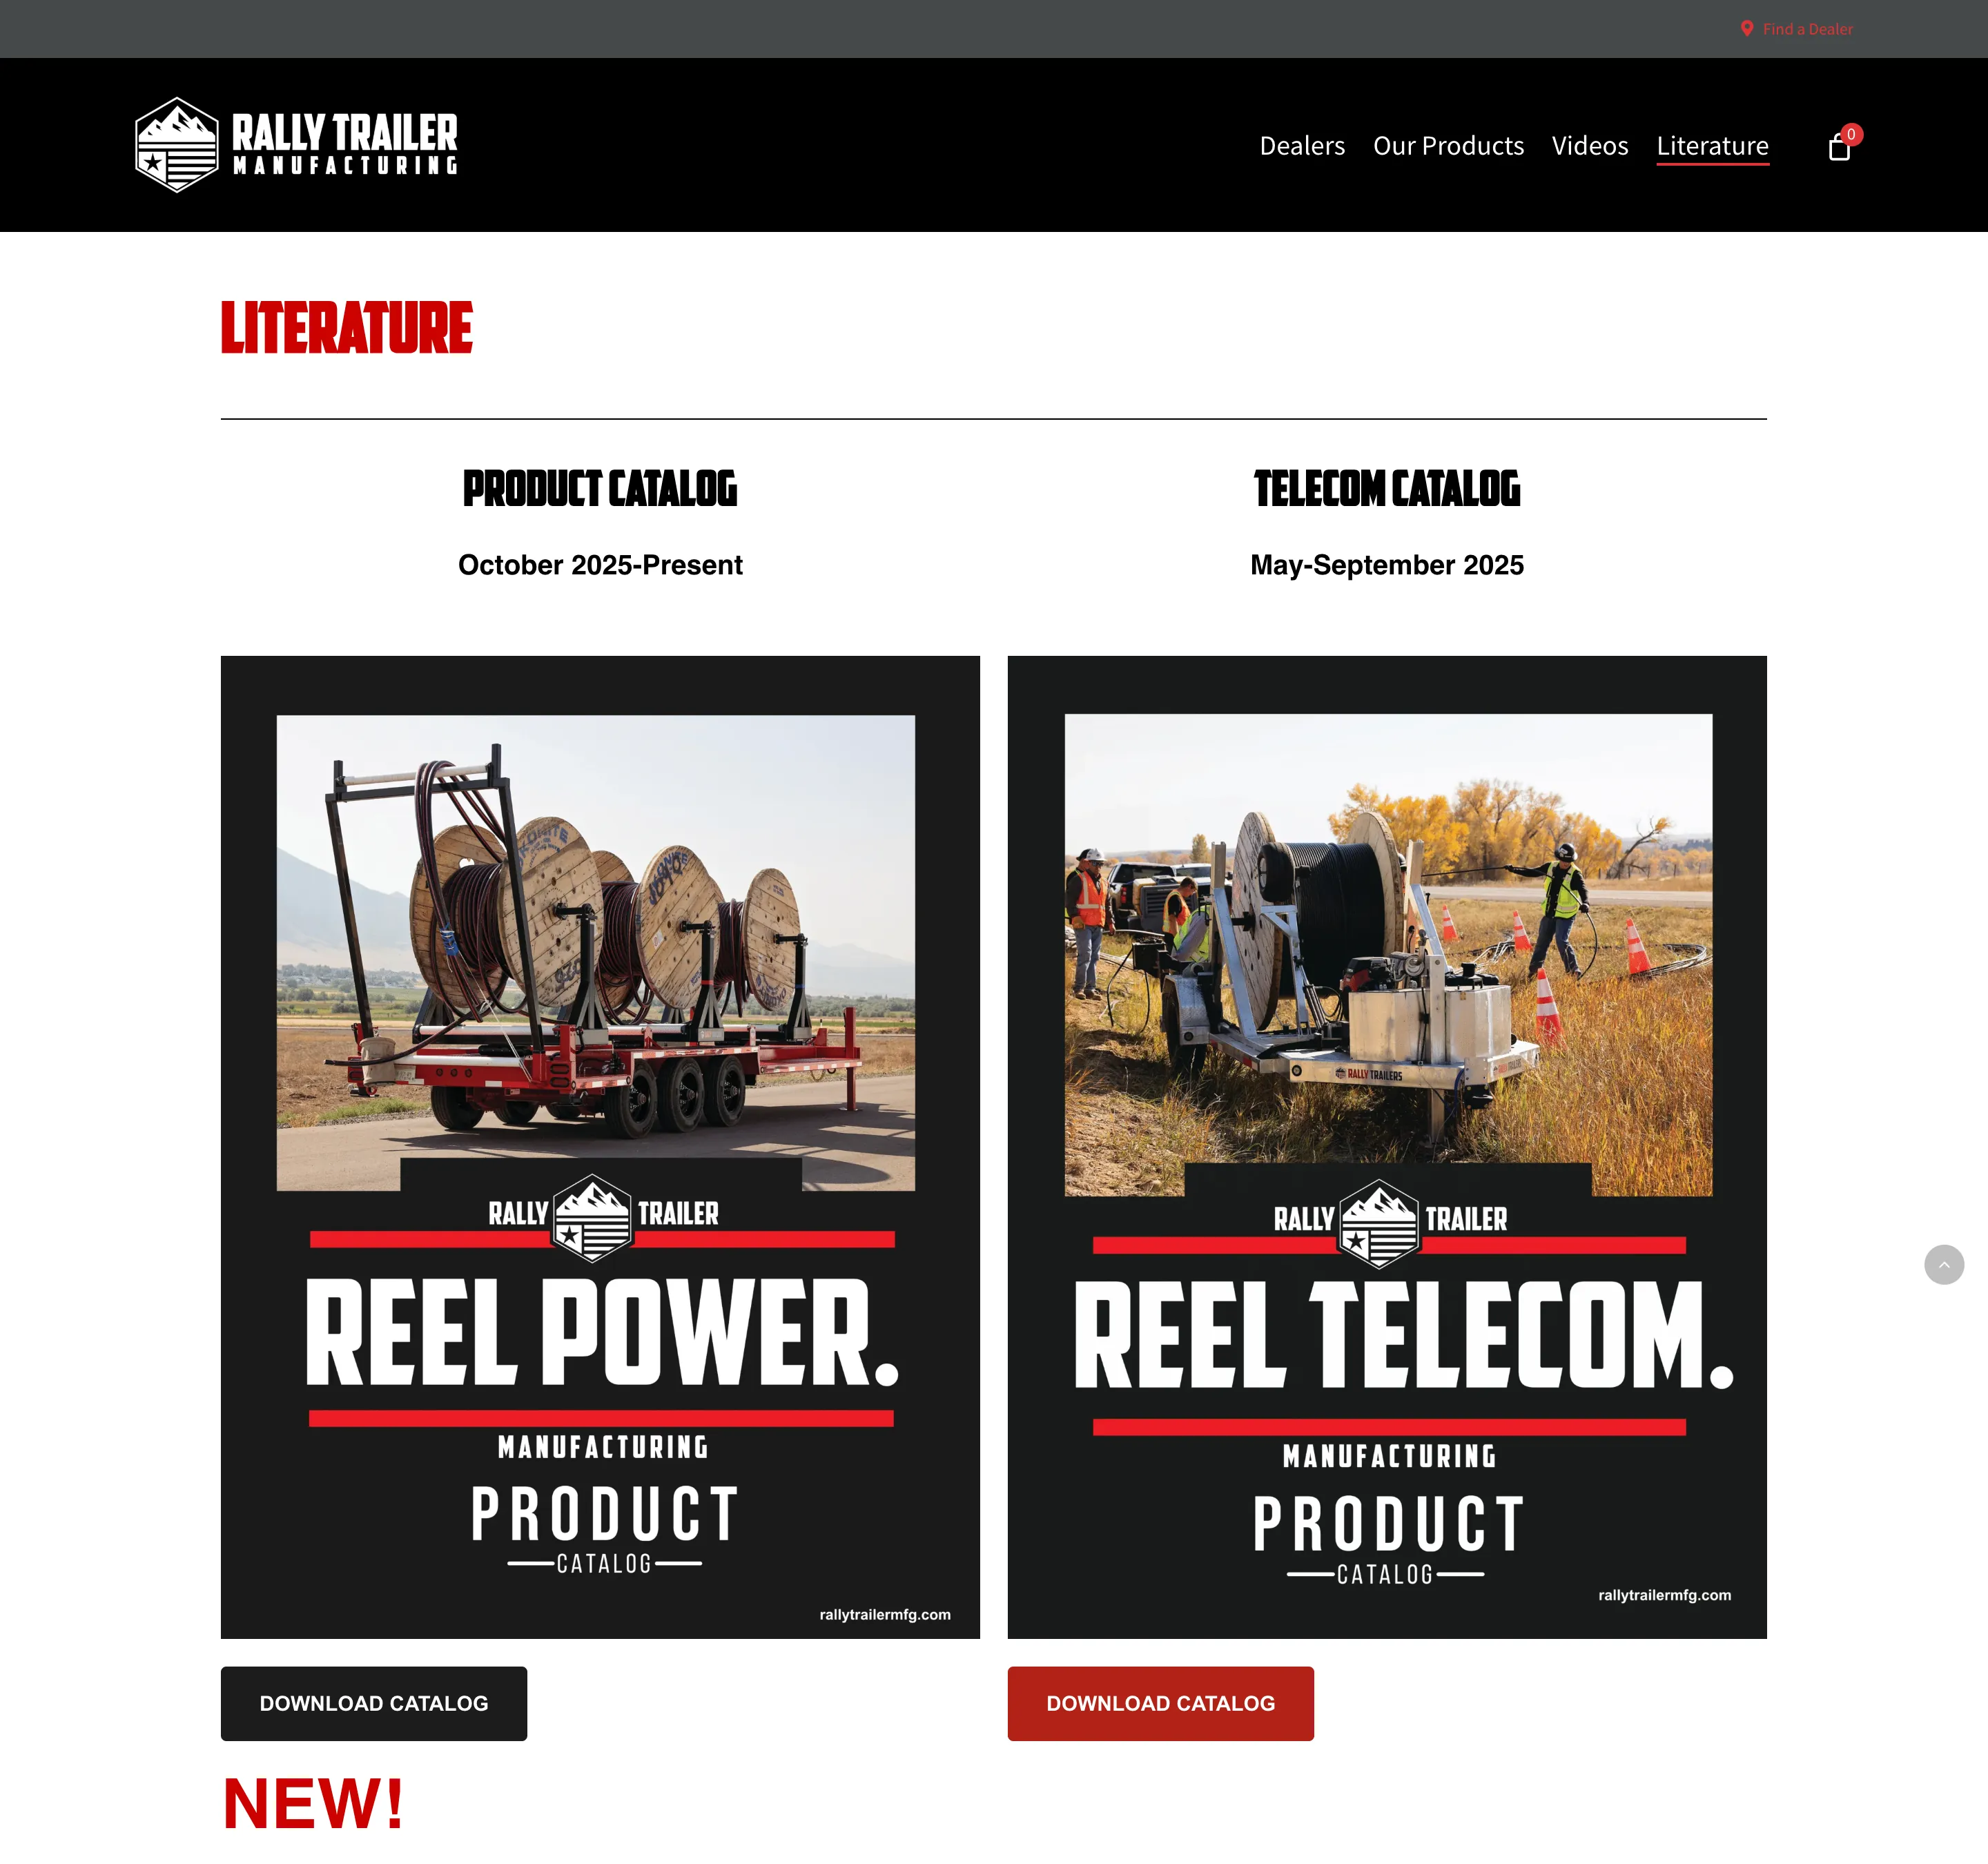 Find a Dealer
RALLY TRAILER
MANUFACTURING
Dealers Our Products Videos Literature
0
LITERATURE
PRODUCT CATALOG
October 2025-Present
TELECOM CATALOG
May-September 2025
RALLY TRAILER
REEL POWER.
MANUFACTURING
PRODUCT
CATALOG
rallytrailermfg.com
RALLY TRAILERS
RALLY TRAILER
REEL TELECOM.
MANUFACTURING
PRODUCT
CATALOG
rallytrailermfg.com
DOWNLOAD CATALOG
DOWNLOAD CATALOG
NEW!